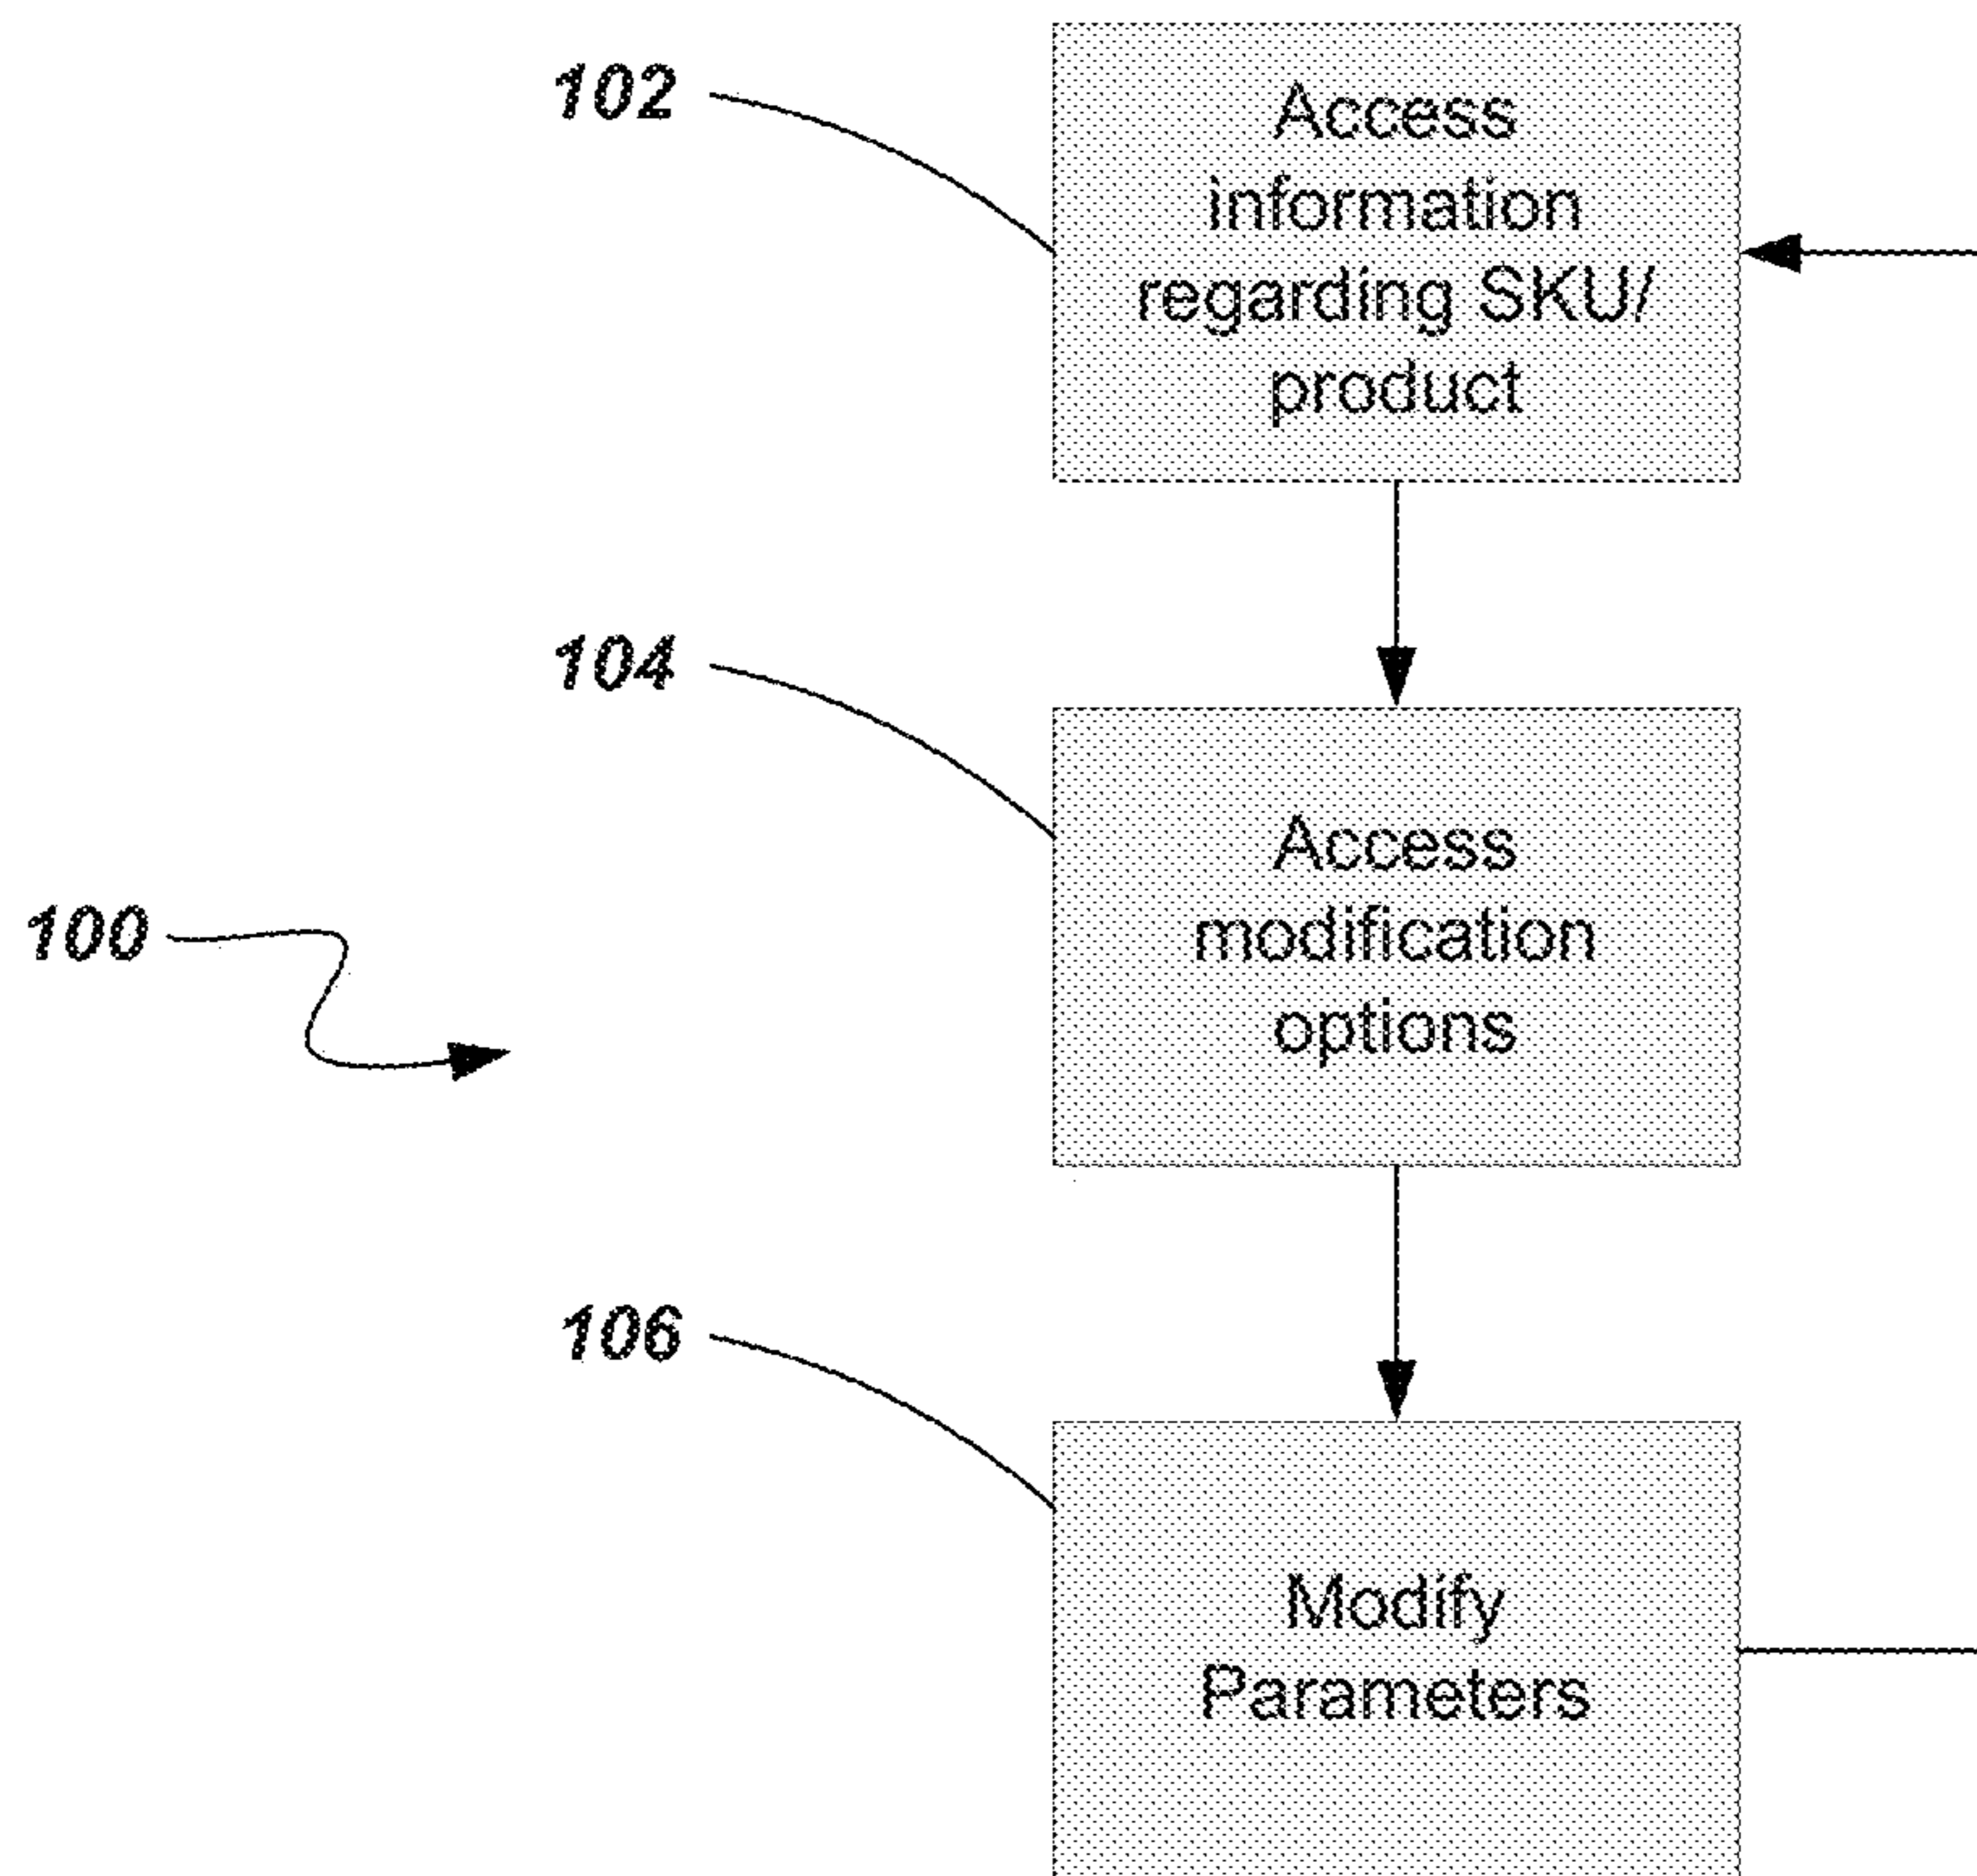 102
Access
information
regarding SKU/
product
104
Access
modification
options
100
106
Modify
Parameters